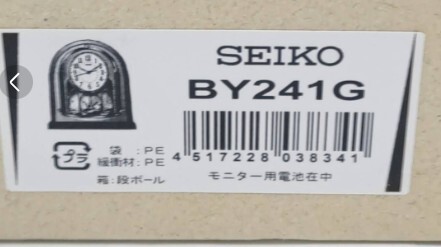 SEIKO
BY241G
プラ
袋 :PE
緩衝材:PE
箱:段ボール
4 517228 038341
モニター用電池在中